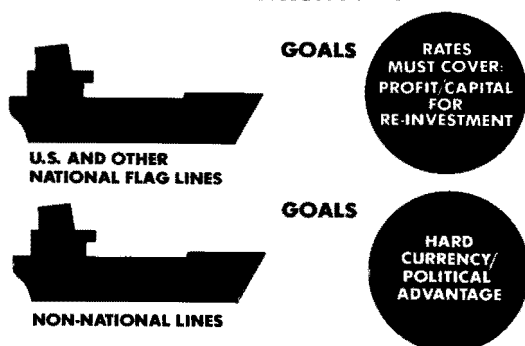 GOALS
RATES
MUST COVER:
PROFIT/CAPITAL
FOR
RE-INVESTMENT
U.S. AND OTHER
NATIONAL FLAG LINES
GOALS
HARD
CURRENCY/
POLITICAL
ADVANTAGE
NON-NATIONAL LINES